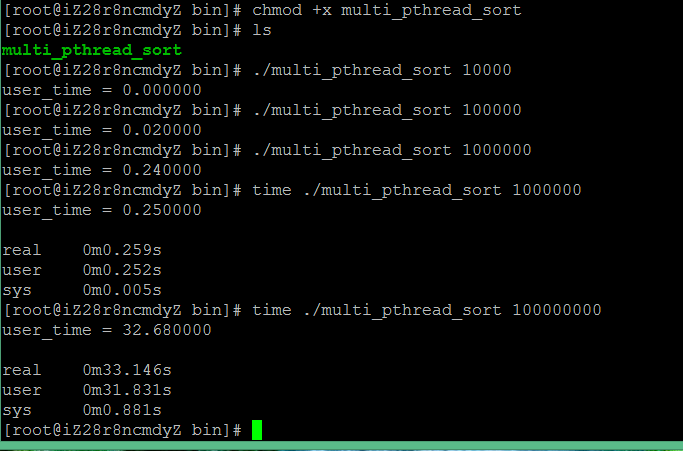 [root@iZ28r8ncmdyZ bin]# chmod +x multi_pthread_sort
[root@iZ28r8ncmdyZ bin]# ls
multi_pthread_sort
[root@iZ28r8ncmdyZ bin]# ./multi_pthread_sort 10000
user_time = 0.000000
[root@iZ28r8ncmdyZ bin]# ./multi_pthread_sort 100000
user_time = 0.020000
[root@iZ28r8ncmdyZ bin]# ./multi_pthread_sort 1000000
user_time = 0.240000
[root@iZ28r8ncmdyZ bin]# time ./multi_pthread_sort 1000000
user_time = 0.250000
real    0m0.259s
user    0m0.252s
sys     0m0.005s
[root@iZ28r8ncmdyZ bin]# time ./multi_pthread_sort 100000000
user_time = 32.680000
real    0m33.146s
user    0m31.831s
sys     0m0.881s
[root@iZ28r8ncmdyZ bin]#